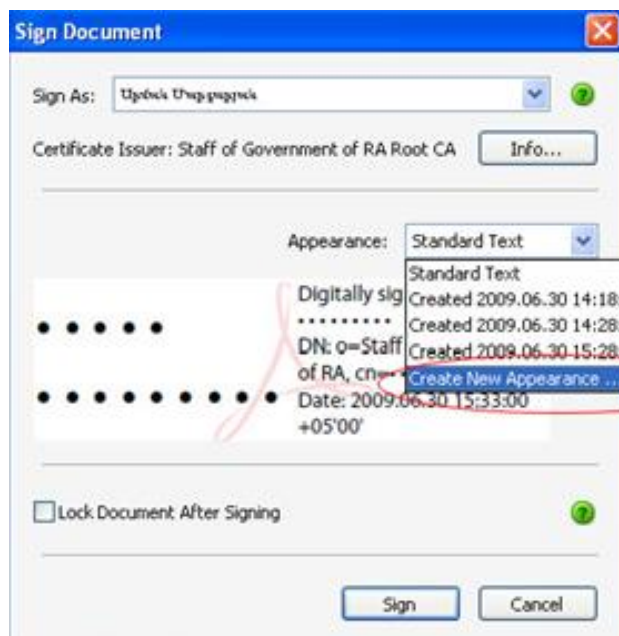 Sign Document
Sign As:
Certificate Issuer: Staff of Government of RA Root CA Info...
Appearance: Standard Text
Standard Text
Created 2009.06.30 14:18:
Created 2009.06.30 14:28:
Created 2009.06.30 15:28:
Create New Appearance ...
Digitally sig
DN: o=Staff
of RA, cn=
Date: 2009.06.30 15:33:00
+05'00'
Lock Document After Signing
Sign Cancel